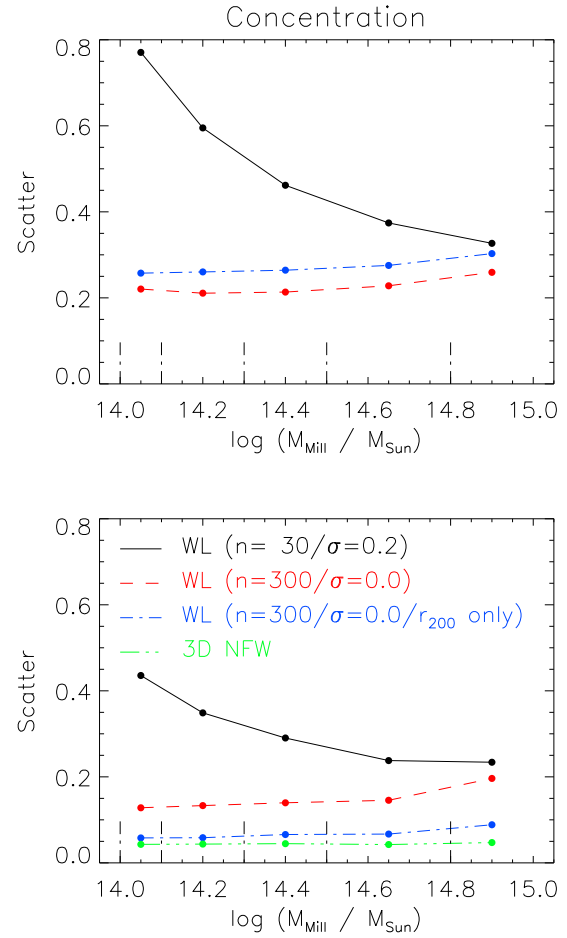 Concentration
0.8
0.6
0.4
0.2
0.0
Scatter
14.0 14.2 14.4 14.6 14.8 15.0
log (M_Mill / M_Sun)
0.8
0.6
0.4
0.2
0.0
Scatter
WL (n= 30/σ=0.2)
WL (n=300/σ=0.0)
WL (n=300/σ=0.0/r_200 only)
3D NFW
14.0 14.2 14.4 14.6 14.8 15.0
log (M_Mill / M_Sun)